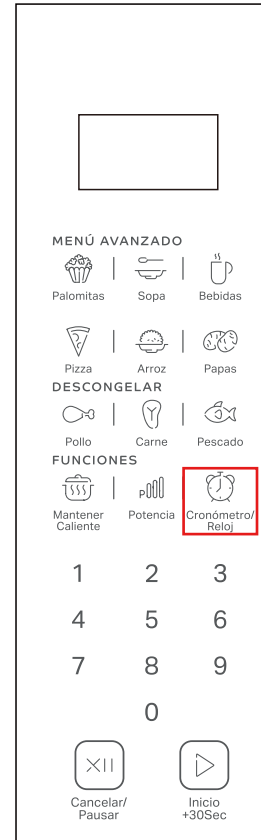 MENÚ AVANZADO
Palomitas Sopa Bebidas
Pizza Arroz Papas
DESCONGELAR
Pollo Carne Pescado
FUNCIONES
P
Mantener Caliente Potencia Cronómetro/ Reloj
1 2 3
4 5 6
7 8 9
0
Cancelar/ Pausar Inicio +30Sec